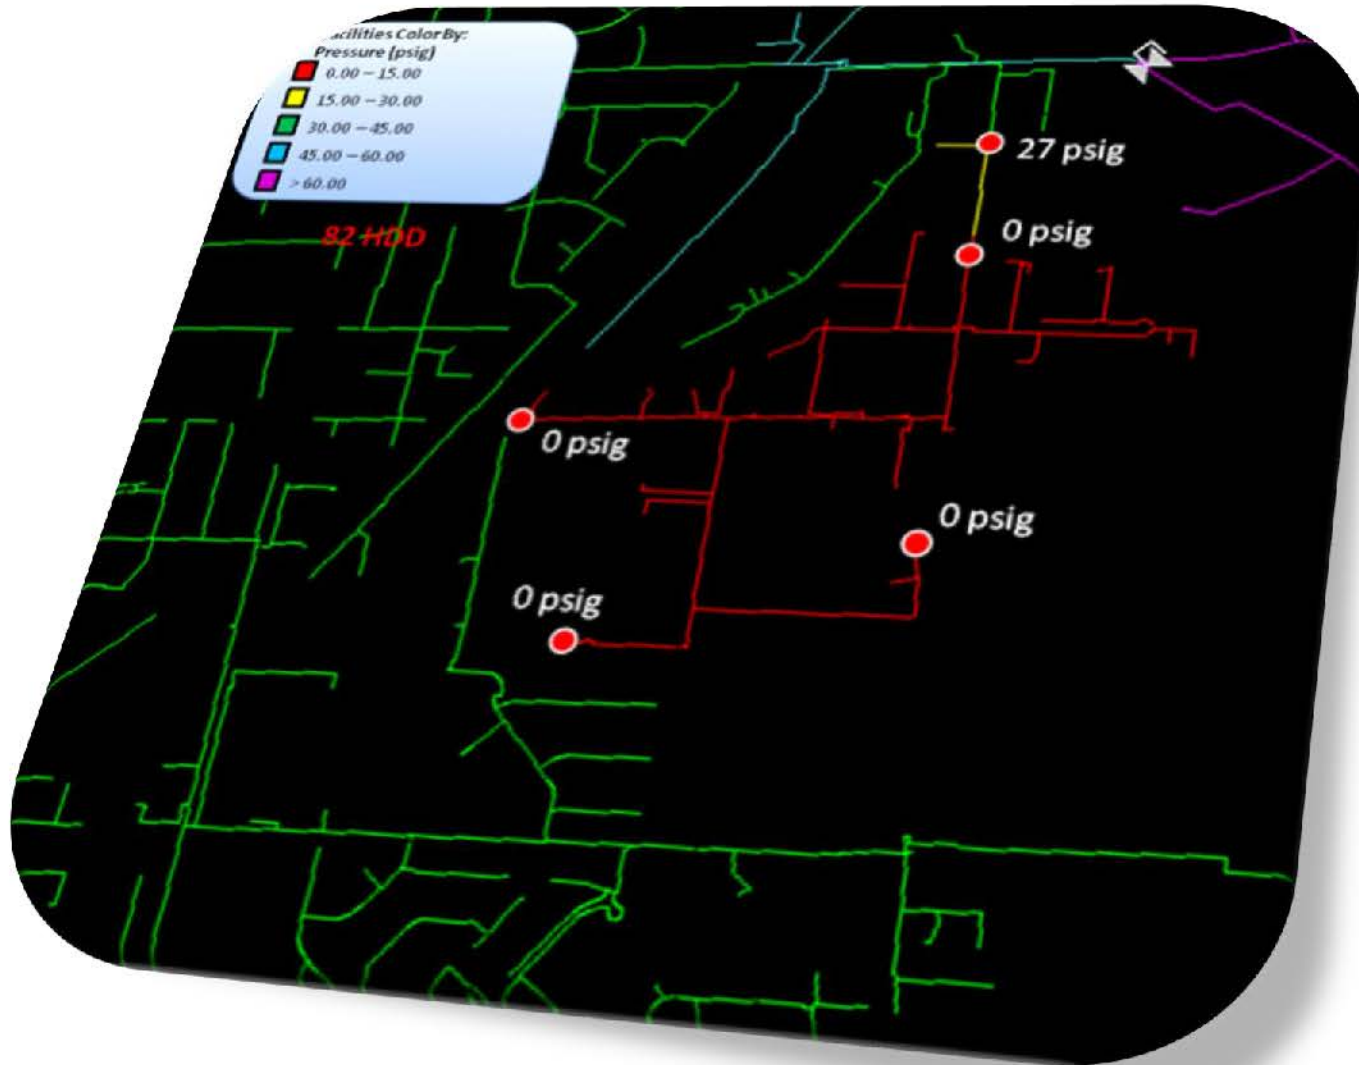 acilities Color By:
Pressure (psig)
0.00 – 15.00
15.00 – 30.00
30.00 – 45.00
45.00 – 60.00
> 60.00
82 HDD
27 psig
0 psig
0 psig
0 psig
0 psig